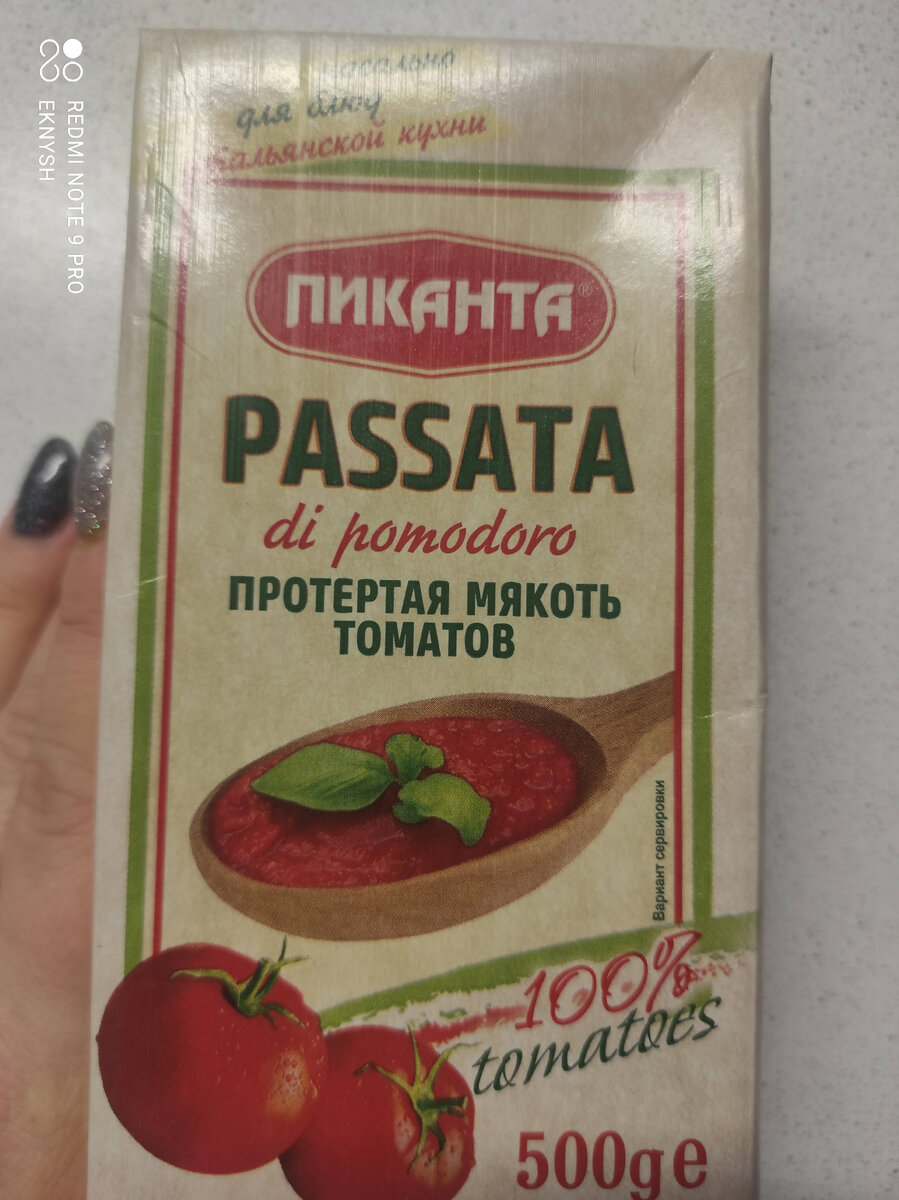 REDMI NOTE 9 PRO
EKNYSH
идеально
для блюд
итальянской кухни
ПИКАНТА®
PASSATA
di pomodoro
ПРОТЕРТАЯ МЯКОТЬ
ТОМАТОВ
Вариант сервировки
100%
tomatoes
500g e